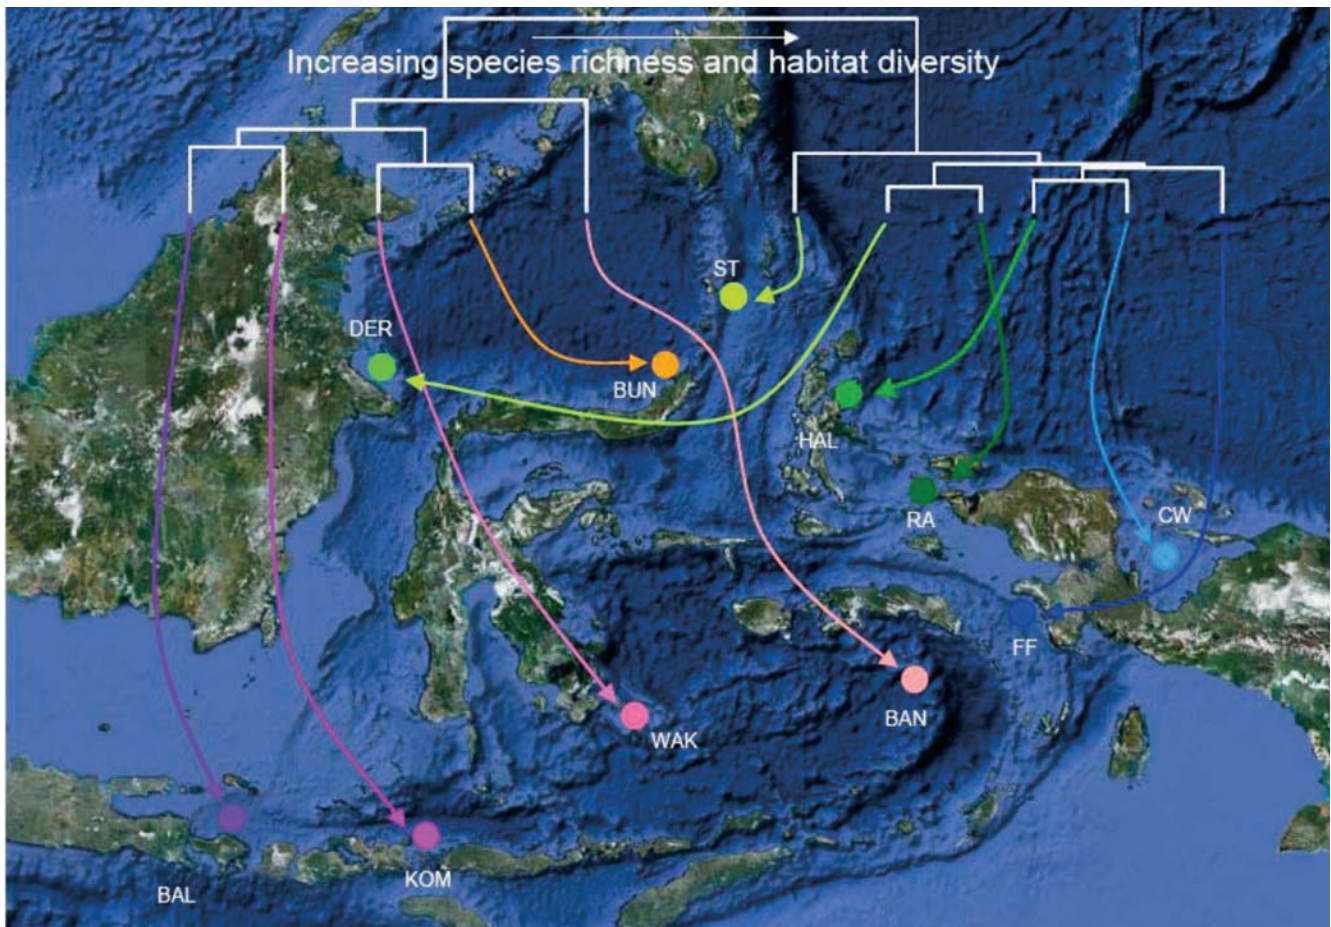 Increasing species richness and habitat diversity
ST
DER
BUN
HAL
RA
CW
FF
BAN
WAK
KOM
BAL